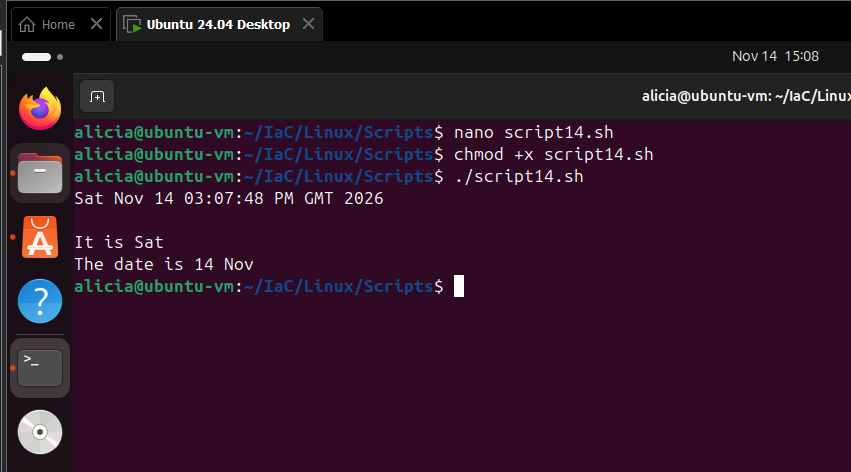 Home
Ubuntu 24.04 Desktop
Nov 14 15:08
alicia@ubuntu-vm: ~/IaC/Linux
alicia@ubuntu-vm:~/IaC/Linux/Scripts$ nano script14.sh
alicia@ubuntu-vm:~/IaC/Linux/Scripts$ chmod +x script14.sh
alicia@ubuntu-vm:~/IaC/Linux/Scripts$ ./script14.sh
Sat Nov 14 03:07:48 PM GMT 2026
It is Sat
The date is 14 Nov
alicia@ubuntu-vm:~/IaC/Linux/Scripts$